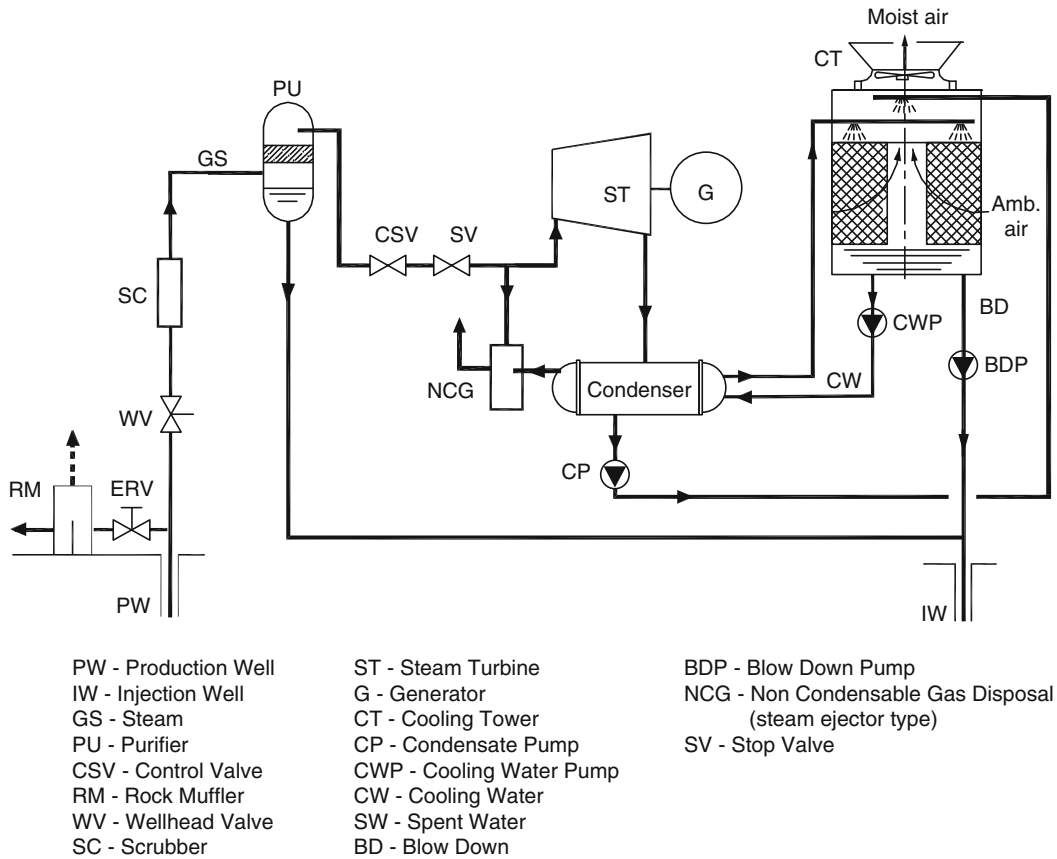 Moist air
CT
PU
GS
ST
G
Amb.
air
CSV
SV
SC
BD
CWP
BDP
NCG
Condenser
CW
WV
CP
RM
ERV
PW
IW
PW - Production Well
IW - Injection Well
GS - Steam
PU - Purifier
CSV - Control Valve
RM - Rock Muffler
WV - Wellhead Valve
SC - Scrubber
ST - Steam Turbine
G - Generator
CT - Cooling Tower
CP - Condensate Pump
CWP - Cooling Water Pump
CW - Cooling Water
SW - Spent Water
BD - Blow Down
BDP - Blow Down Pump
NCG - Non Condensable Gas Disposal
(steam ejector type)
SV - Stop Valve